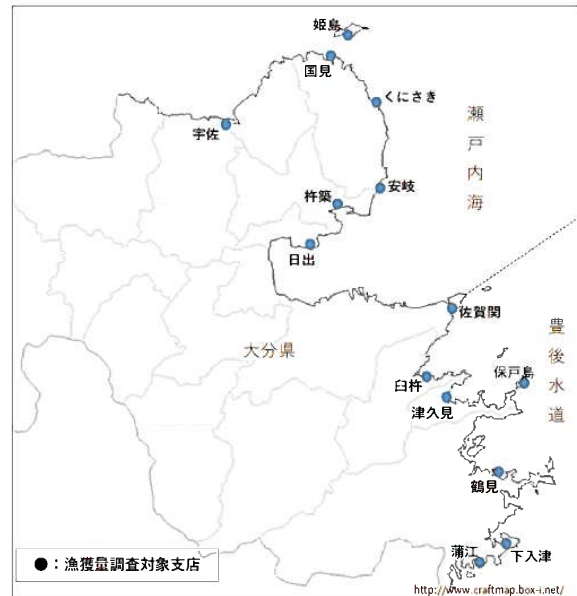 姫島
国見
くにさき
宇佐
瀬戸内海
安岐
杵築
日出
佐賀関
大分県
豊後水道
臼杵
保戸島
津久見
鶴見
蒲江
下入津
●：漁獲量調査対象支店
http://www.craftmap.box-i.net/